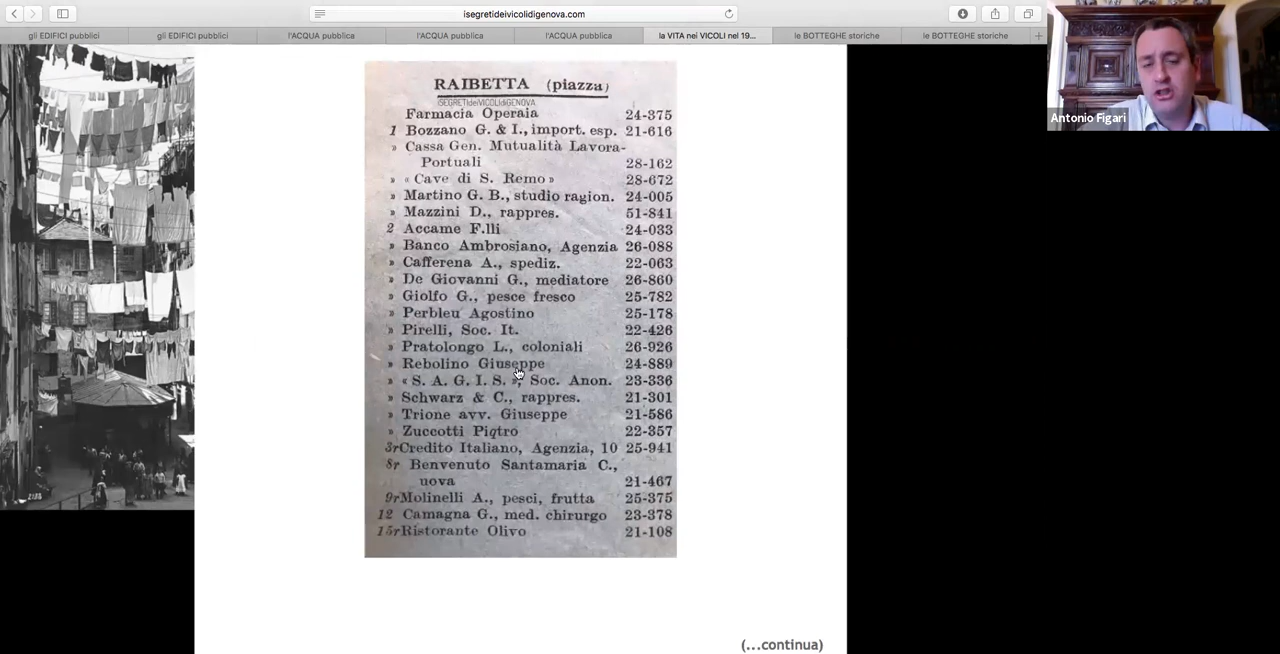 isegretideivicolidigenova.com
gli EDIFICI pubblici
gli EDIFICI pubblici
l'ACQUA pubblica
l'ACQUA pubblica
l'ACQUA pubblica
la VITA nei VICOLI nel 19...
le BOTTEGHE storiche
le BOTTEGHE storiche
Antonio Figari
RAIBETTA (piazza)
iSEGRETIdeiVICOLIdiGENOVA
Farmacia Operaia 24-375
1 Bozzano G. & I., import. esp. 21-616
» Cassa Gen. Mutualità Lavora-
Portuali 28-162
» « Cave di S. Remo » 28-672
» Martino G. B., studio ragion. 24-005
» Mazzini D., rappres. 51-841
2 Accame F.lli 24-033
» Banco Ambrosiano, Agenzia 26-088
» Cafferena A., spediz. 22-063
» De Giovanni G., mediatore 26-860
» Giolfo G., pesce fresco 25-782
» Perbleu Agostino 25-178
» Pirelli, Soc. It. 22-426
» Pratolongo L., coloniali 26-926
» Rebolino Giuseppe 24-889
» « S. A. G. I. S. », Soc. Anon. 23-336
» Schwarz & C., rappres. 21-301
» Trione avv. Giuseppe 21-586
» Zuccotti Piqtro 22-357
3r Credito Italiano, Agenzia, 10 25-941
8r Benvenuto Santamaria C.,
uova 21-467
9r Molinelli A., pesci, frutta 25-375
12 Camagna G., med. chirurgo 23-378
15r Ristorante Olivo 21-108
(...continua)